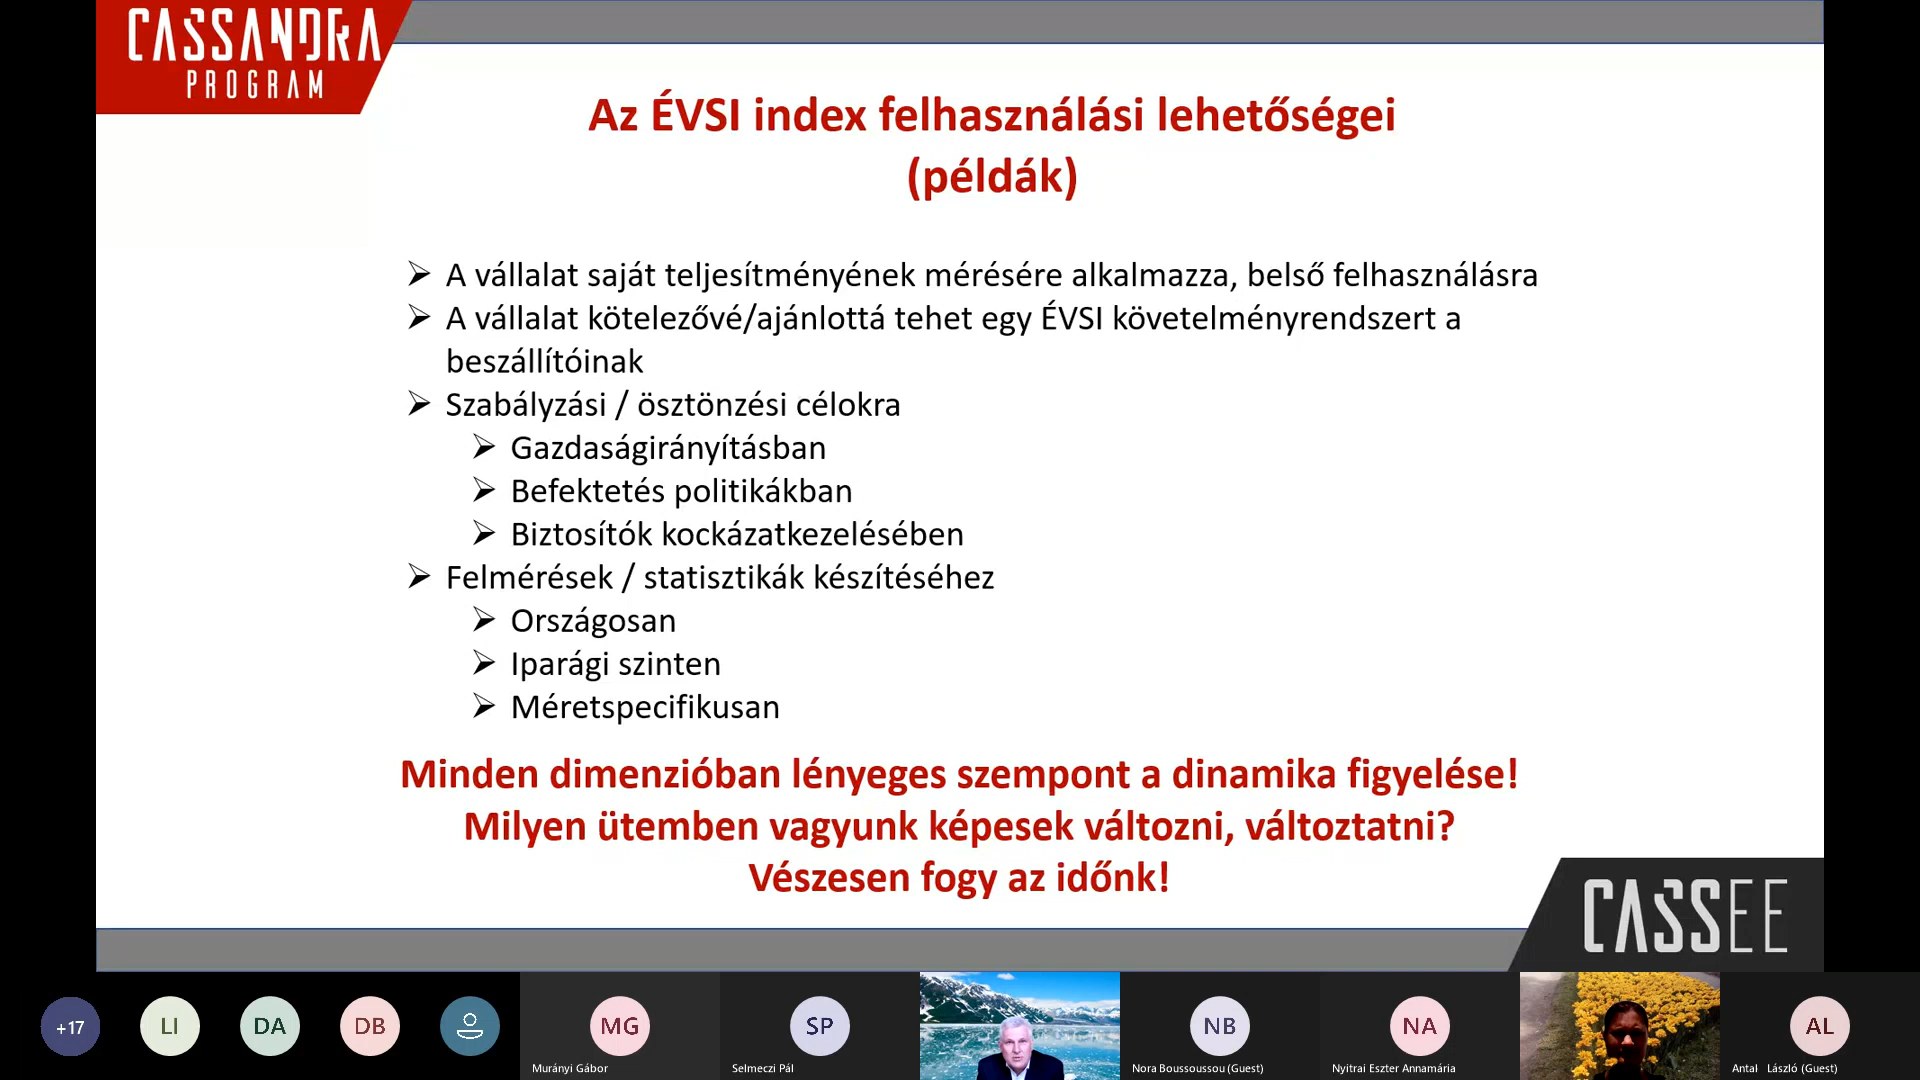 CASSANDRA
PROGRAM
Az ÉVSI index felhasználási lehetőségei
(példák)
A vállalat saját teljesítményének mérésére alkalmazza, belső felhasználásra
A vállalat kötelezővé/ajánlottá tehet egy ÉVSI követelményrendszert a
beszállítóinak
Szabályzási / ösztönzési célokra
Gazdaságirányításban
Befektetés politikákban
Biztosítók kockázatkezelésében
Felmérések / statisztikák készítéséhez
Országosan
Iparági szinten
Méretspecifikusan
Minden dimenzióban lényeges szempont a dinamika figyelése!
Milyen ütemben vagyunk képesek változni, változtatni?
Vészesen fogy az időnk!
CASSEE
+17
LI
DA
DB
MG
SP
NB
NA
AL
Murányi Gábor
Selmeczi Pál
Nora Boussoussou (Guest)
Nyitrai Eszter Annamária
Antal László (Guest)